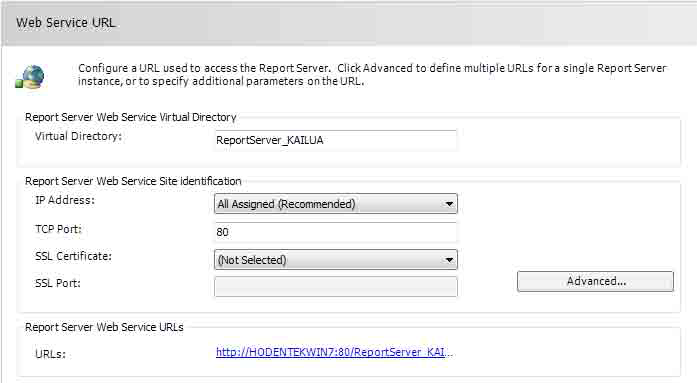 Web Service URL
Configure a URL used to access the Report Server. Click Advanced to define multiple URLs for a single Report Server
instance, or to specify additional parameters on the URL.
Report Server Web Service Virtual Directory
Virtual Directory:
ReportServer_KAILUA
Report Server Web Service Site identification
IP Address:
All Assigned (Recommended)
TCP Port:
80
SSL Certificate:
(Not Selected)
SSL Port:
Advanced...
Report Server Web Service URLs
URLs:
http://HODENTEKWIN7:80/ReportServer_KAI...